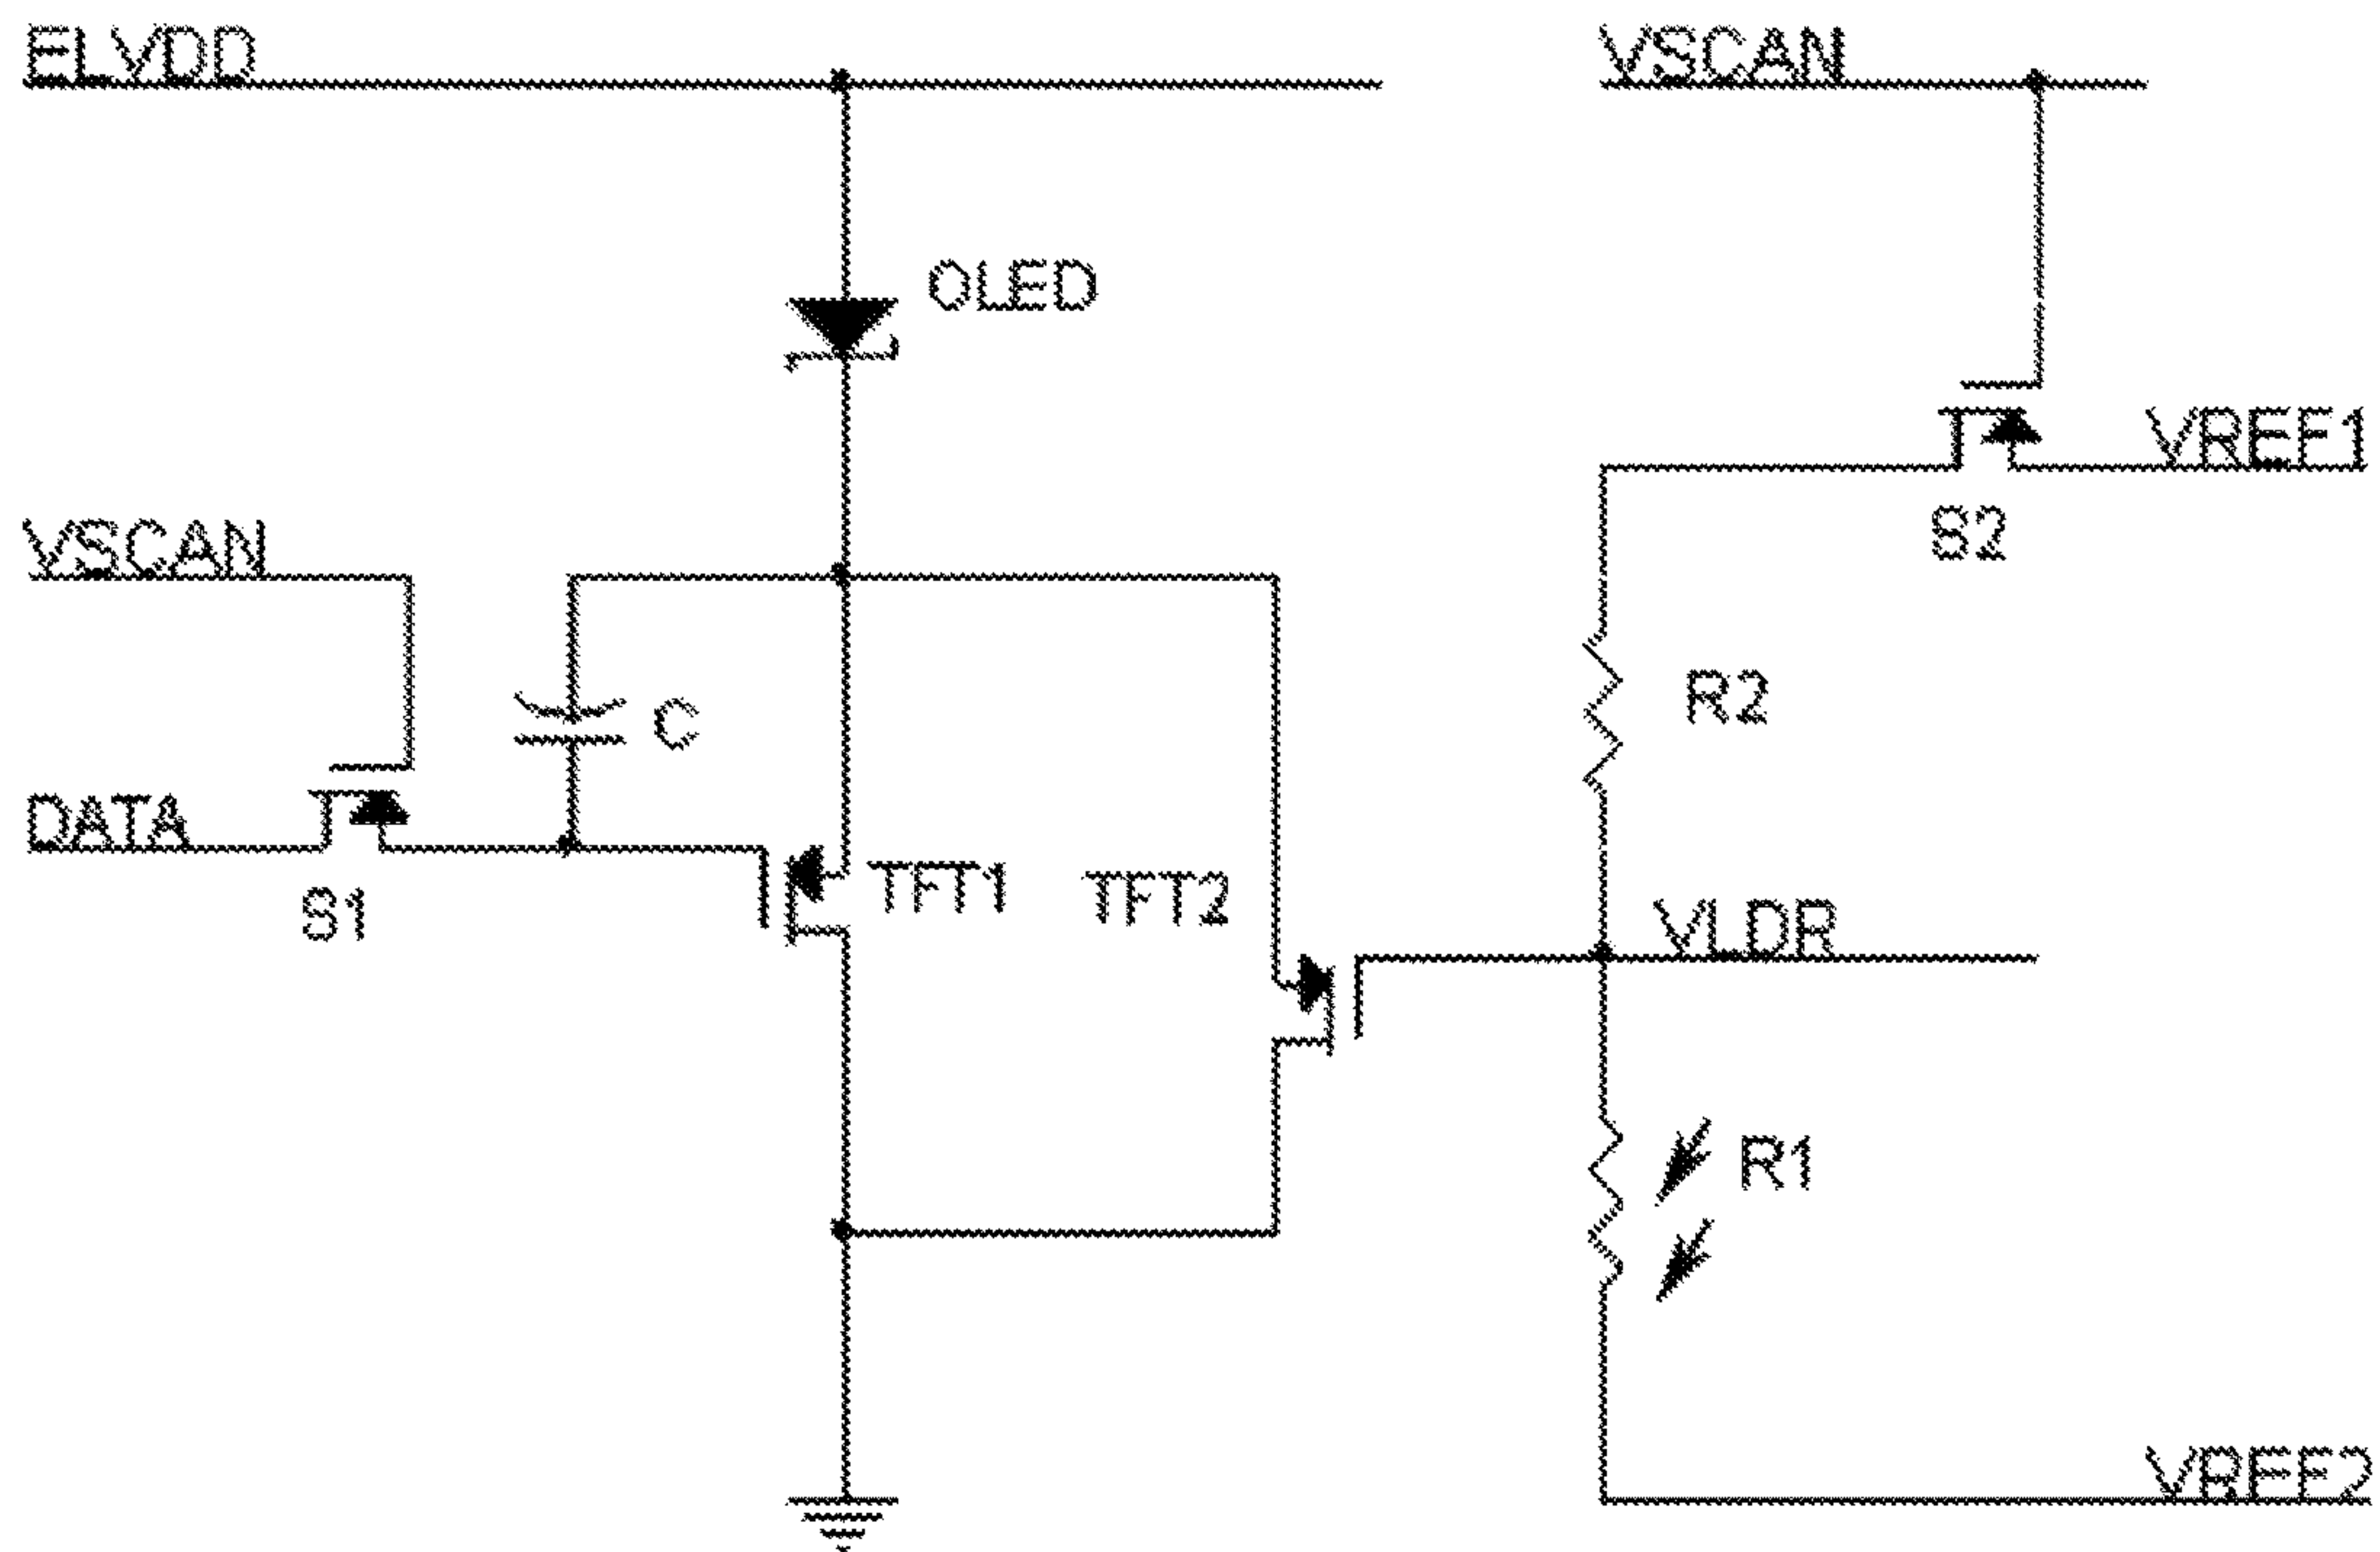 ELVDD
VSCAN
OLED
VREF1
S2
VSCAN
R2
C
DATA
TFT1
TFT2
S1
VLDR
R1
VREF2